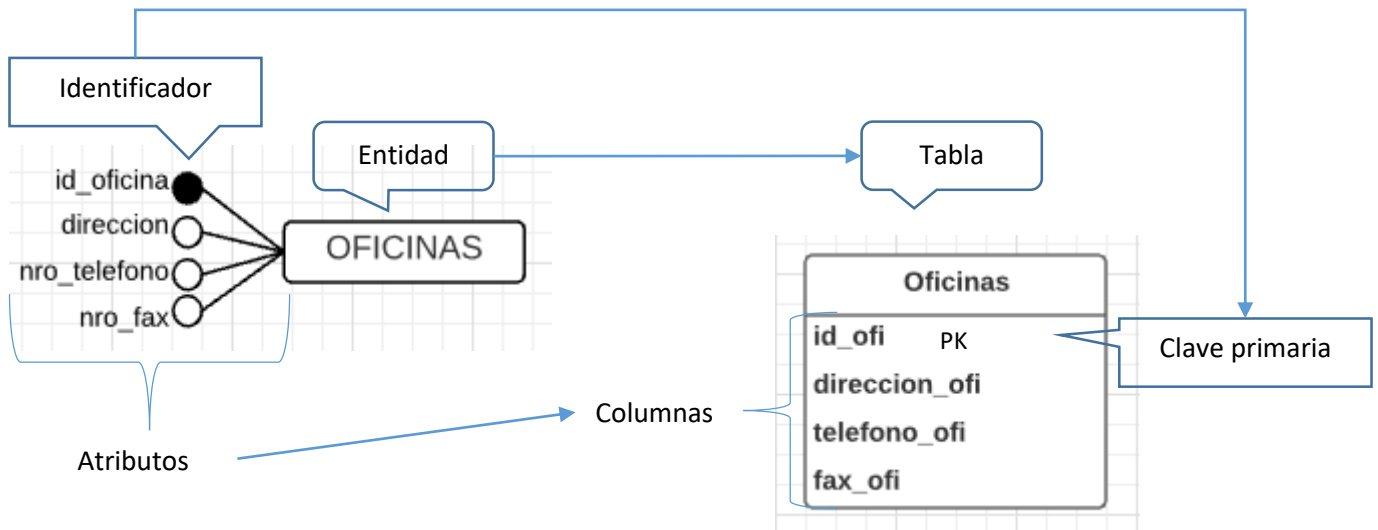 Identificador
Entidad
Tabla
id_oficina
direccion
nro_telefono
nro_fax
OFICINAS
Oficinas
id_ofi PK
direccion_ofi
telefono_ofi
fax_ofi
Clave primaria
Columnas
Atributos